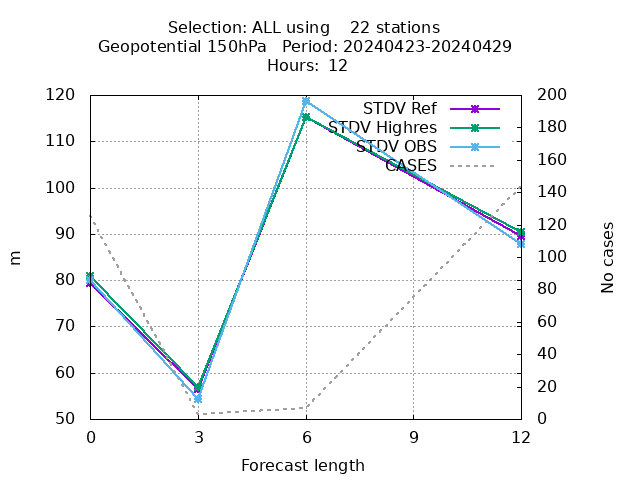 Selection: ALL using    22 stations
Geopotential 150hPa   Period: 20240423-20240429
Hours: 12
STDV Ref
STDV Highres
STDV OBS
CASES
120
110
100
90
80
70
60
50
m
200
180
160
140
120
100
80
60
40
20
0
No cases
0 3 6 9 12
Forecast length